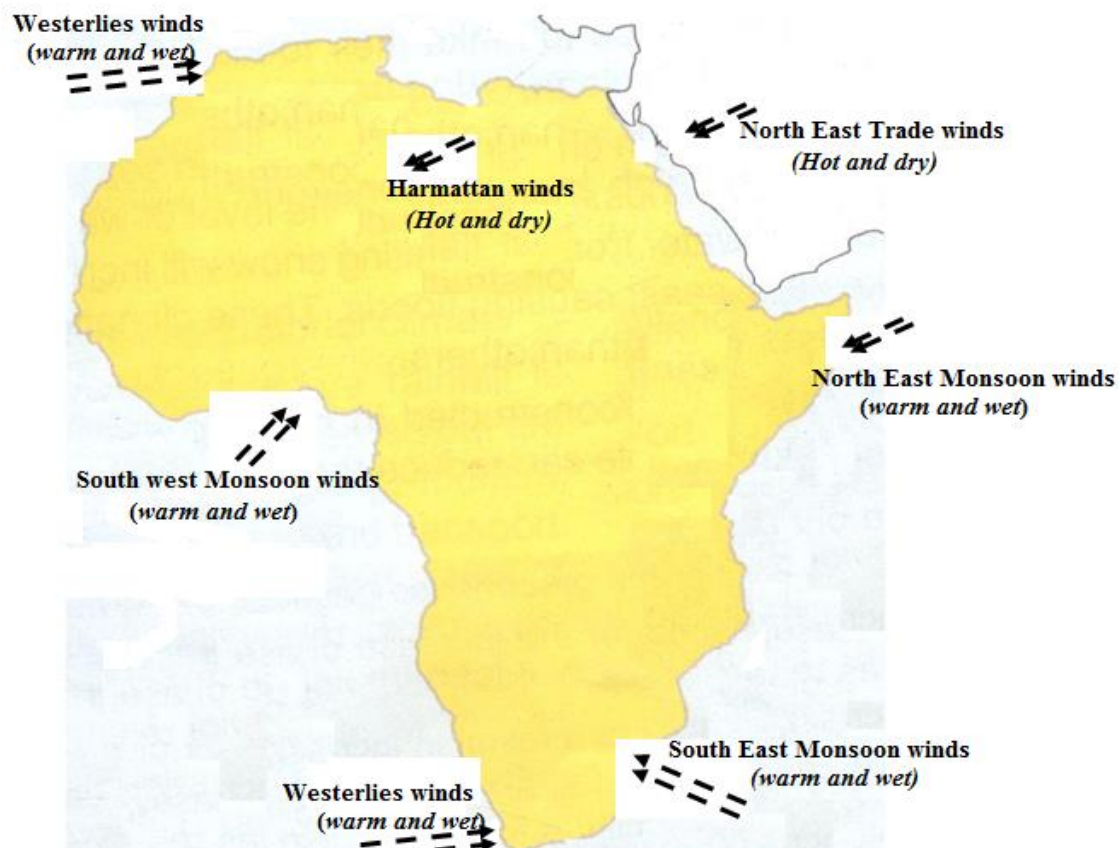 Westerlies winds
(warm and wet)
North East Trade winds
(Hot and dry)
Harmattan winds
(Hot and dry)
North East Monsoon winds
(warm and wet)
South west Monsoon winds
(warm and wet)
South East Monsoon winds
(warm and wet)
Westerlies winds
(warm and wet)